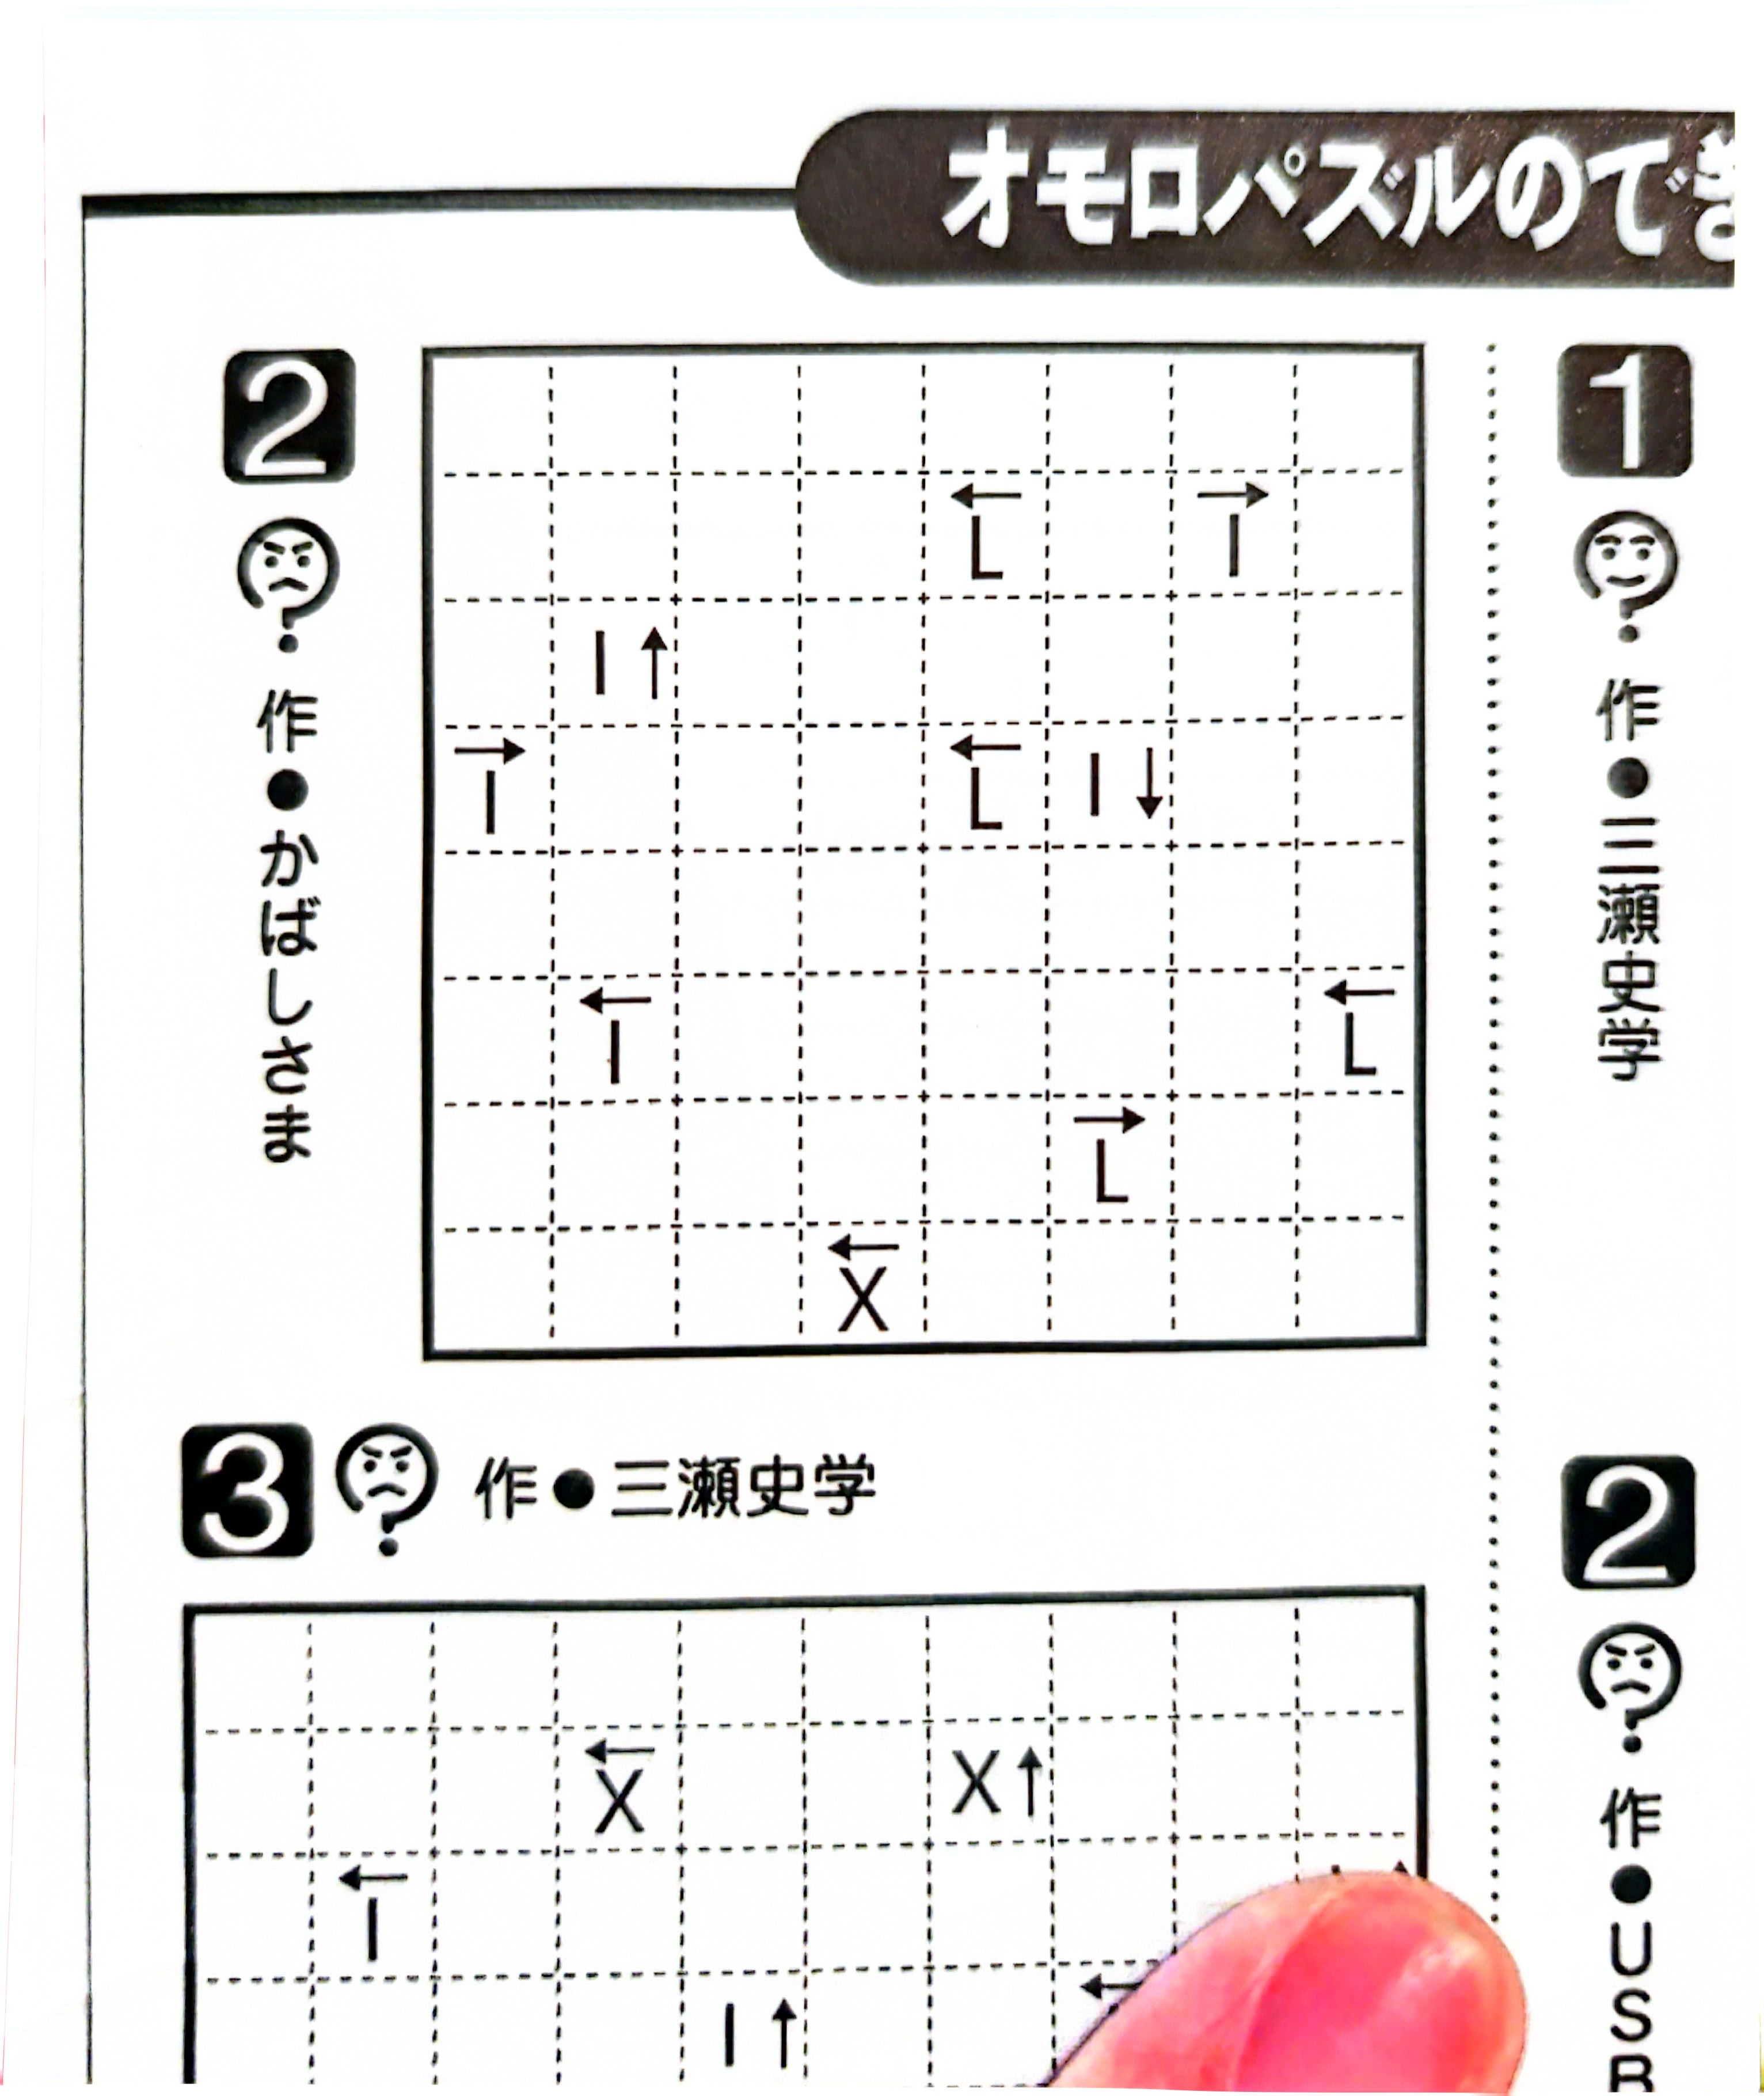 オモロパズルので
2
作●かばしさま
← L
→ I
I ↑
→ I
← L
I ↓
← I
← L
→ L
← X
1
作●三瀬史学
3 作●三瀬史学
← X
X ↑
← I
I ↑
←
2
作●US